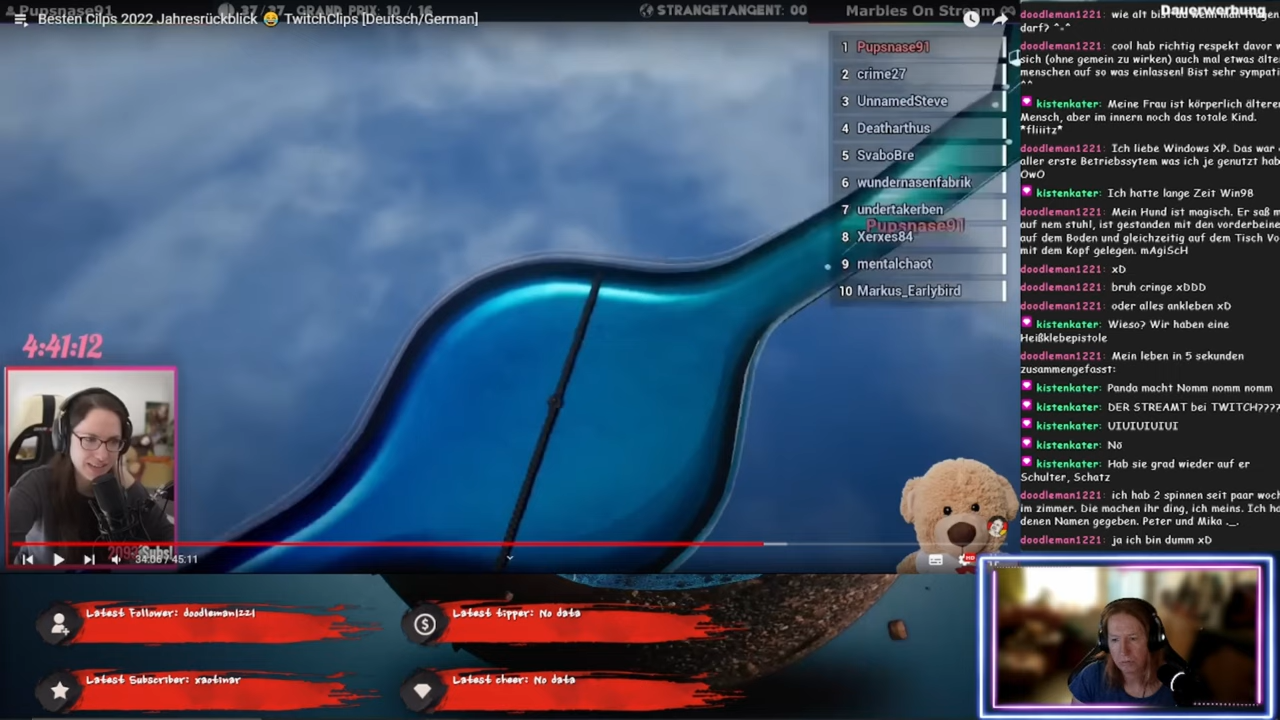 Pupsnase91
37/37 GRAND PRIX: 10 / 16
STRANGETANGENT: 00
Marbles On Stream
Dauerwerbung
Besten Cilps 2022 Jahresrückblick 😂 TwitchClips [Deutsch/German]
1 Pupsnase91
2 crime27
3 UnnamedSteve
4 Deatharthus
5 SvaboBre
6 wundernasenfabrik
7 undertakerben
Pupsnase91
8 Xerxes84
9 mentalchaot
10 Markus_Earlybird
4:41:12
34:06 / 45:11
HD
doodleman1221: wie alt bist du wenn man fragen
darf? ^-^
doodleman1221: cool hab richtig respekt davor
sich (ohne gemein zu wirken) auch mal etwas
menschen auf so was einlassen! Bist sehr
^^
kistenkater: Meine Frau ist körperlich
Mensch, aber im innern noch das totale Kind.
*fliiitz*
doodleman1221: Ich liebe Windows XP. Das war
aller erste Betriebssytem was ich je genutzt
OwO
kistenkater: Ich hatte lange Zeit Win98
doodleman1221: Mein Hund ist magisch. Er saß
auf nem stuhl, ist gestanden mit den
auf dem Boden und gleichzeitig auf dem Tisch
mit dem Kopf gelegen. mAgiScH
doodleman1221: xD
doodleman1221: bruh cringe xDDD
doodleman1221: oder alles ankleben xD
kistenkater: Wieso? Wir haben eine
Heißklebepistole
doodleman1221: Mein leben in 5 sekunden
zusammengefasst:
kistenkater: Panda macht Nomm nomm nomm
kistenkater: DER STREAMT bei TWITCH????
kistenkater: UIUIUIUIUI
kistenkater: Nö
kistenkater: Hab sie grad wieder auf er
Schulter, Schatz
doodleman1221: ich hab 2 spinnen seit paar
im zimmer. Die machen ihr ding, ich meins. Ich
denen Namen gegeben. Peter und Mika ._.
doodleman1221: ja ich bin dumm xD
Latest Follower: doodleman1221
Latest tipper: No data
Latest Subscriber: xaotinar
Latest cheer: No data